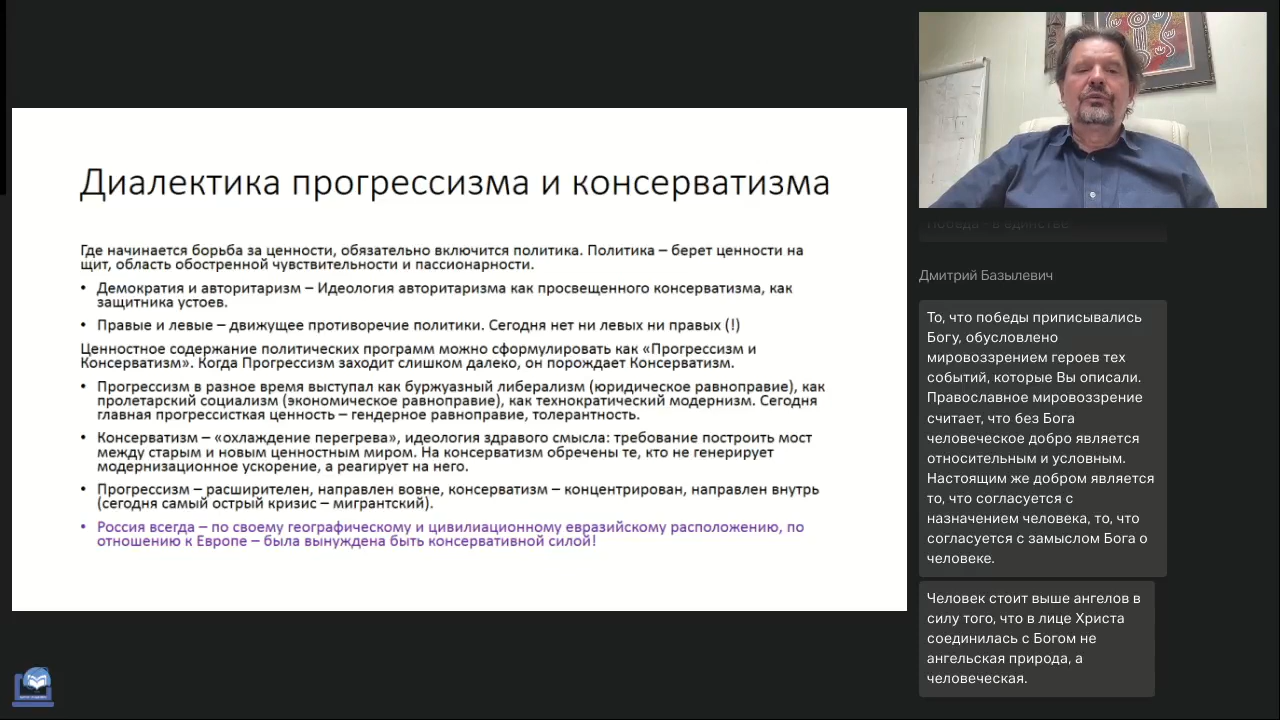 Диалектика прогрессизма и консерватизма
Где начинается борьба за ценности, обязательно включится политика. Политика – берет ценности на
щит, область обостренной чувствительности и пассионарности.
• Демократия и авторитаризм – Идеология авторитаризма как просвещенного консерватизма, как
защитника устоев.
• Правые и левые – движущее противоречие политики. Сегодня нет ни левых ни правых (!)
Ценностное содержание политических программ можно сформулировать как «Прогрессизм и
Консерватизм». Когда Прогрессизм заходит слишком далеко, он порождает Консерватизм.
• Прогрессизм в разное время выступал как буржуазный либерализм (юридическое равноправие), как
пролетарский социализм (экономическое равноправие), как технократический модернизм. Сегодня
главная прогрессисткая ценность – гендерное равноправие, толерантность.
• Консерватизм – «охлаждение перегрева», идеология здравого смысла: требование построить мост
между старым и новым ценностным миром. На консерватизм обречены те, кто не генерирует
модернизационное ускорение, а реагирует на него.
• Прогрессизм – расширителен, направлен вовне, консерватизм – концентрирован, направлен внутрь
(сегодня самый острый кризис – мигрантский).
• Россия всегда – по своему географическому и цивилиационному евразийскому расположению, по
отношению к Европе – была вынуждена быть консервативной силой!
Победа - в единстве.
Дмитрий Базылевич
То, что победы приписывались
Богу, обусловлено
мировоззрением героев тех
событий, которые Вы описали.
Православное мировоззрение
считает, что без Бога
человеческое добро является
относительным и условным.
Настоящим же добром является
то, что согласуется с
назначением человека, то, что
согласуется с замыслом Бога о
человеке.
Человек стоит выше ангелов в
силу того, что в лице Христа
соединилась с Богом не
ангельская природа, а
человеческая.